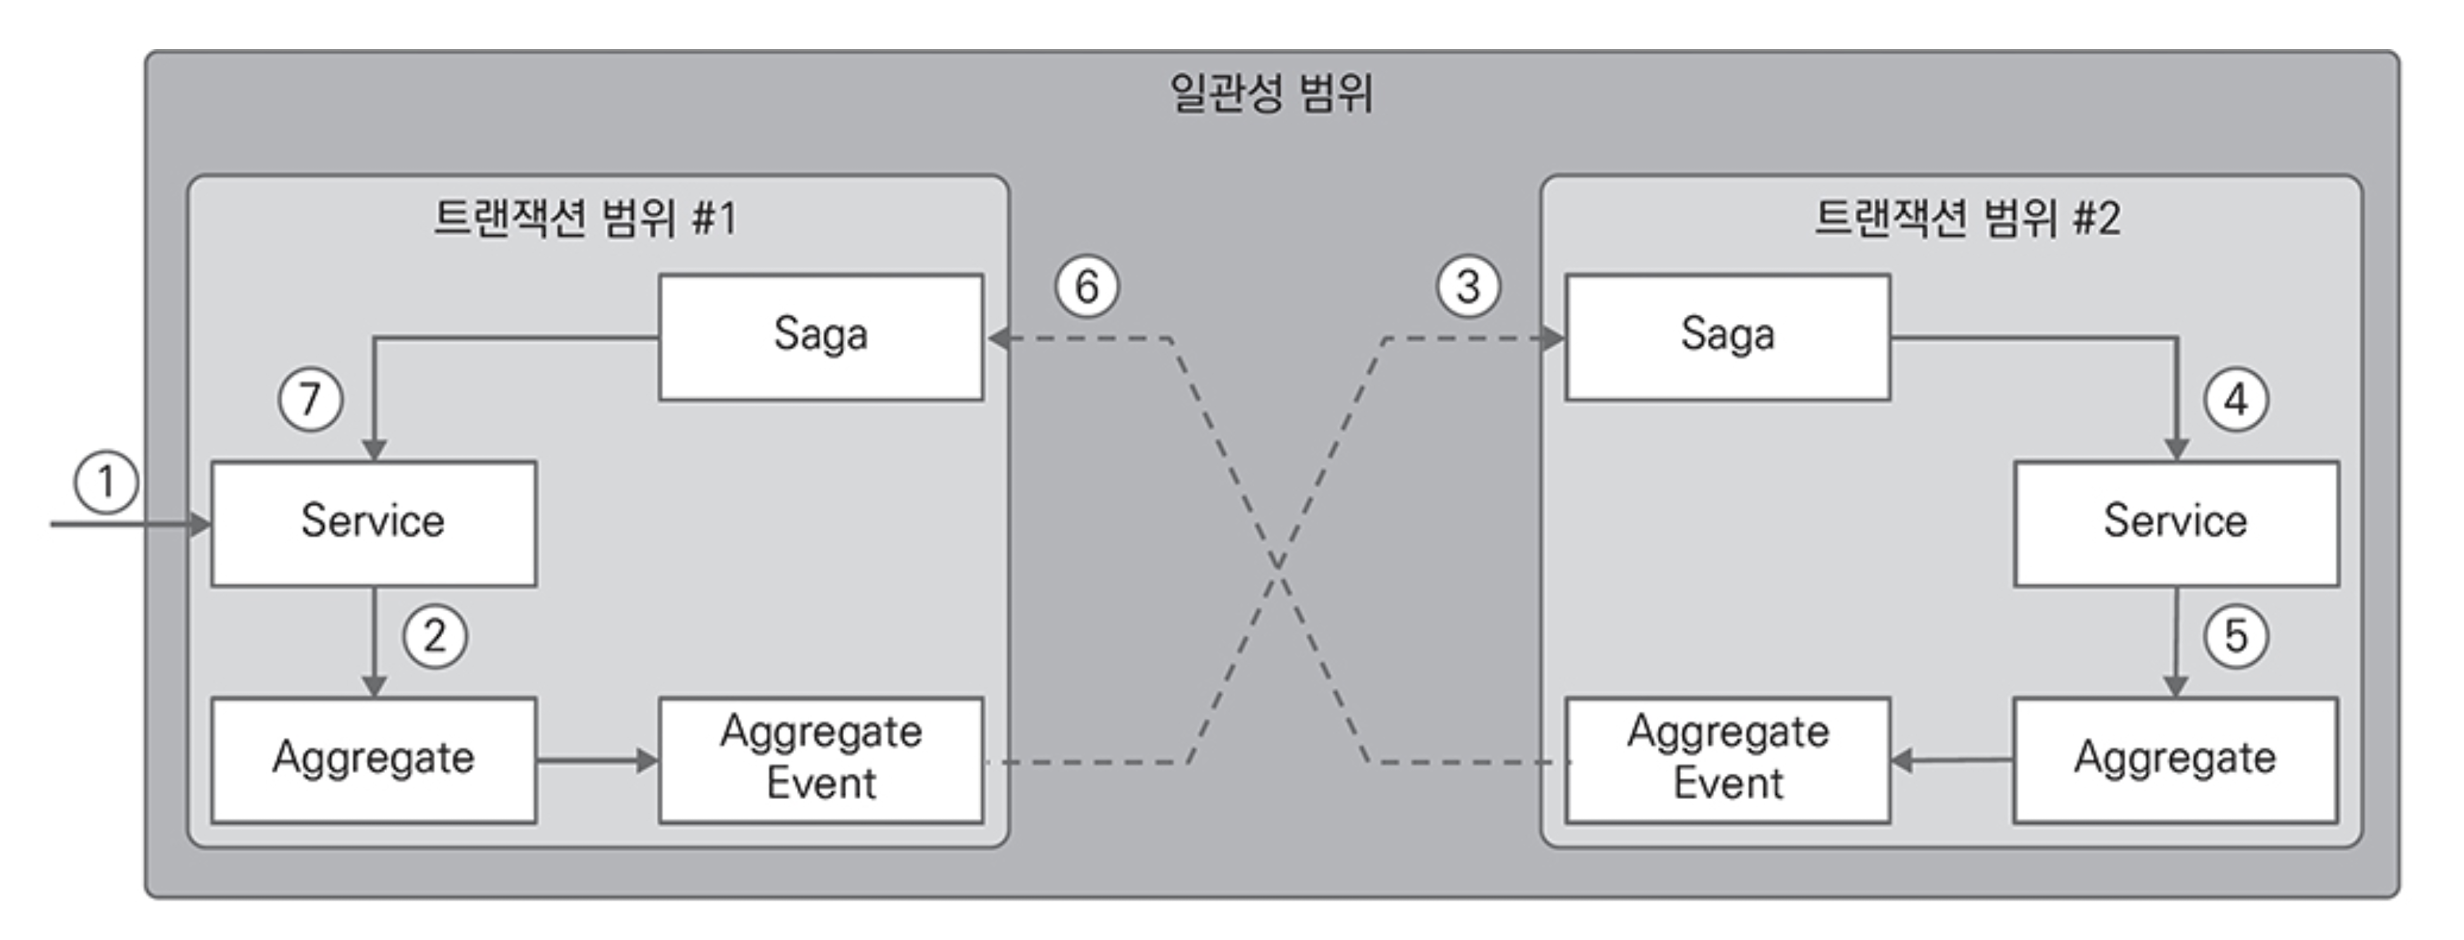 일관성 범위
트랜잭션 범위 #1
트랜잭션 범위 #2
6
3
Saga
Saga
7
4
1
Service
Service
2
5
Aggregate
Aggregate
Event
Aggregate
Event
Aggregate